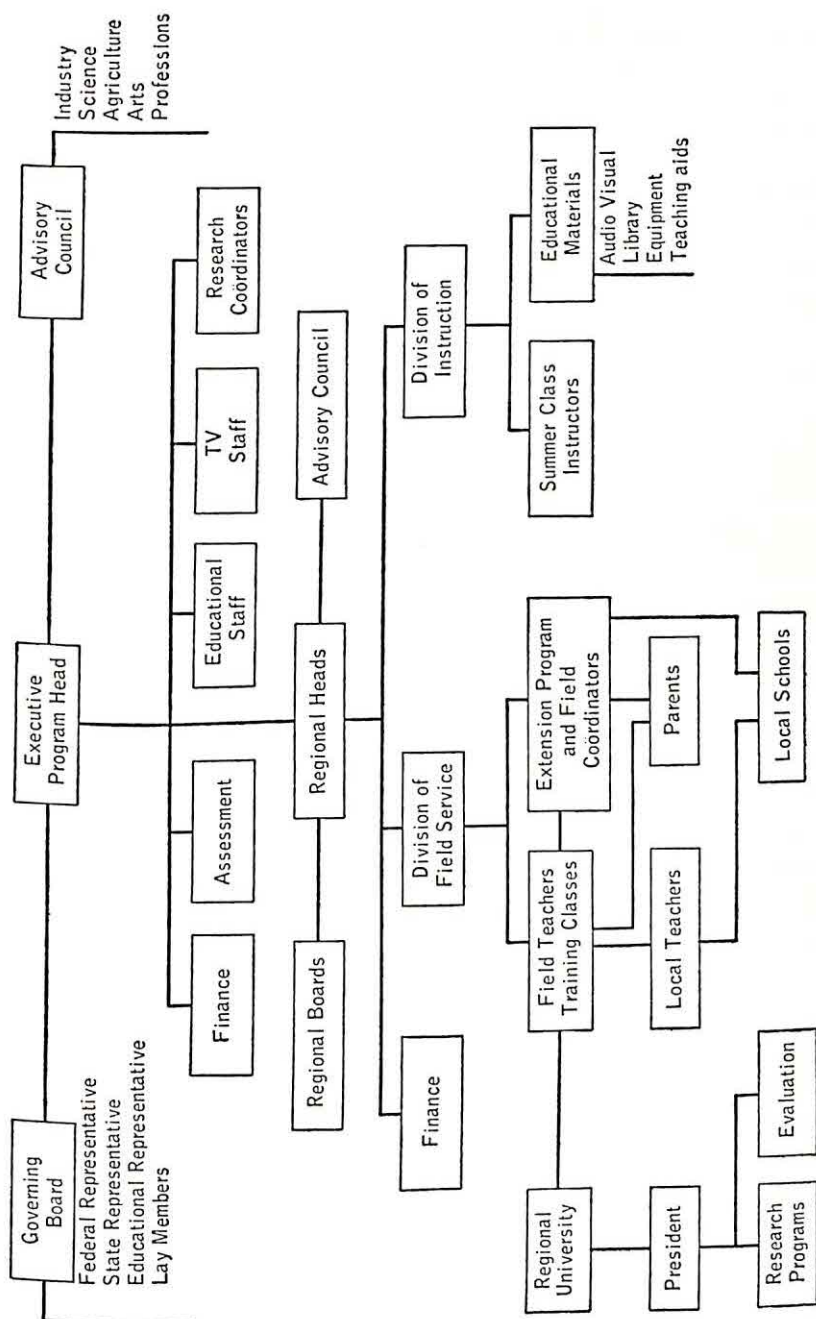 Governing
Board
Federal Representative
State Representative
Educational Representative
Lay Members
Executive
Program Head
Advisory
Council
Industry
Science
Agriculture
Arts
Professions
Finance
Assessment
Educational
Staff
TV
Staff
Research
Coördinators
Regional Boards
Regional Heads
Advisory Council
Finance
Division of
Field Service
Division of
Instruction
Regional
University
Field Teachers
Training Classes
Extension Program
and Field
Coördinators
Summer Class
Instructors
Educational
Materials
Audio Visual
Library
Equipment
Teaching aids
President
Local Teachers
Parents
Research
Programs
Evaluation
Local Schools